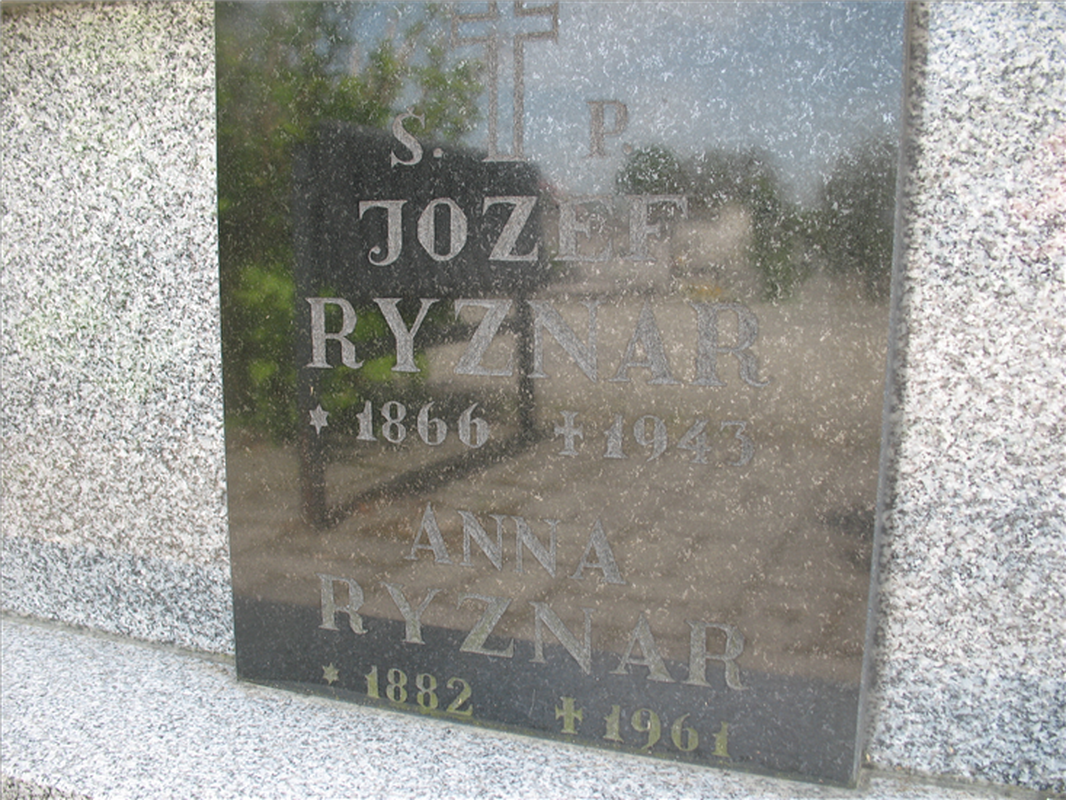 S. P.
JOZEF
RYZNAR
* 1866 ✝ 1943
ANNA
RYZNAR
* 1882 ✝ 1961